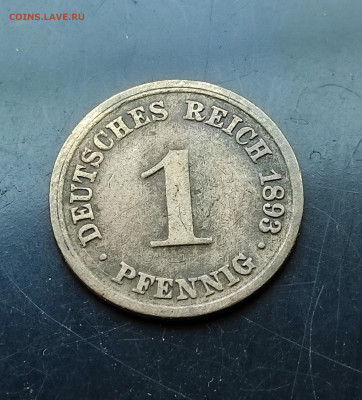 COINS.LAVE.RU
DEUTSCHES REICH 1893
1
· PFENNIG ·